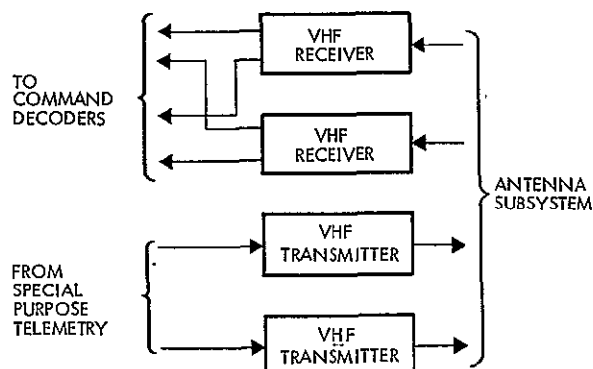 VHF
RECEIVER
TO
COMMAND
DECODERS
VHF
RECEIVER
ANTENNA
SUBSYSTEM
VHF
TRANSMITTER
FROM
SPECIAL
PURPOSE
TELEMETRY
VHF
TRANSMITTER